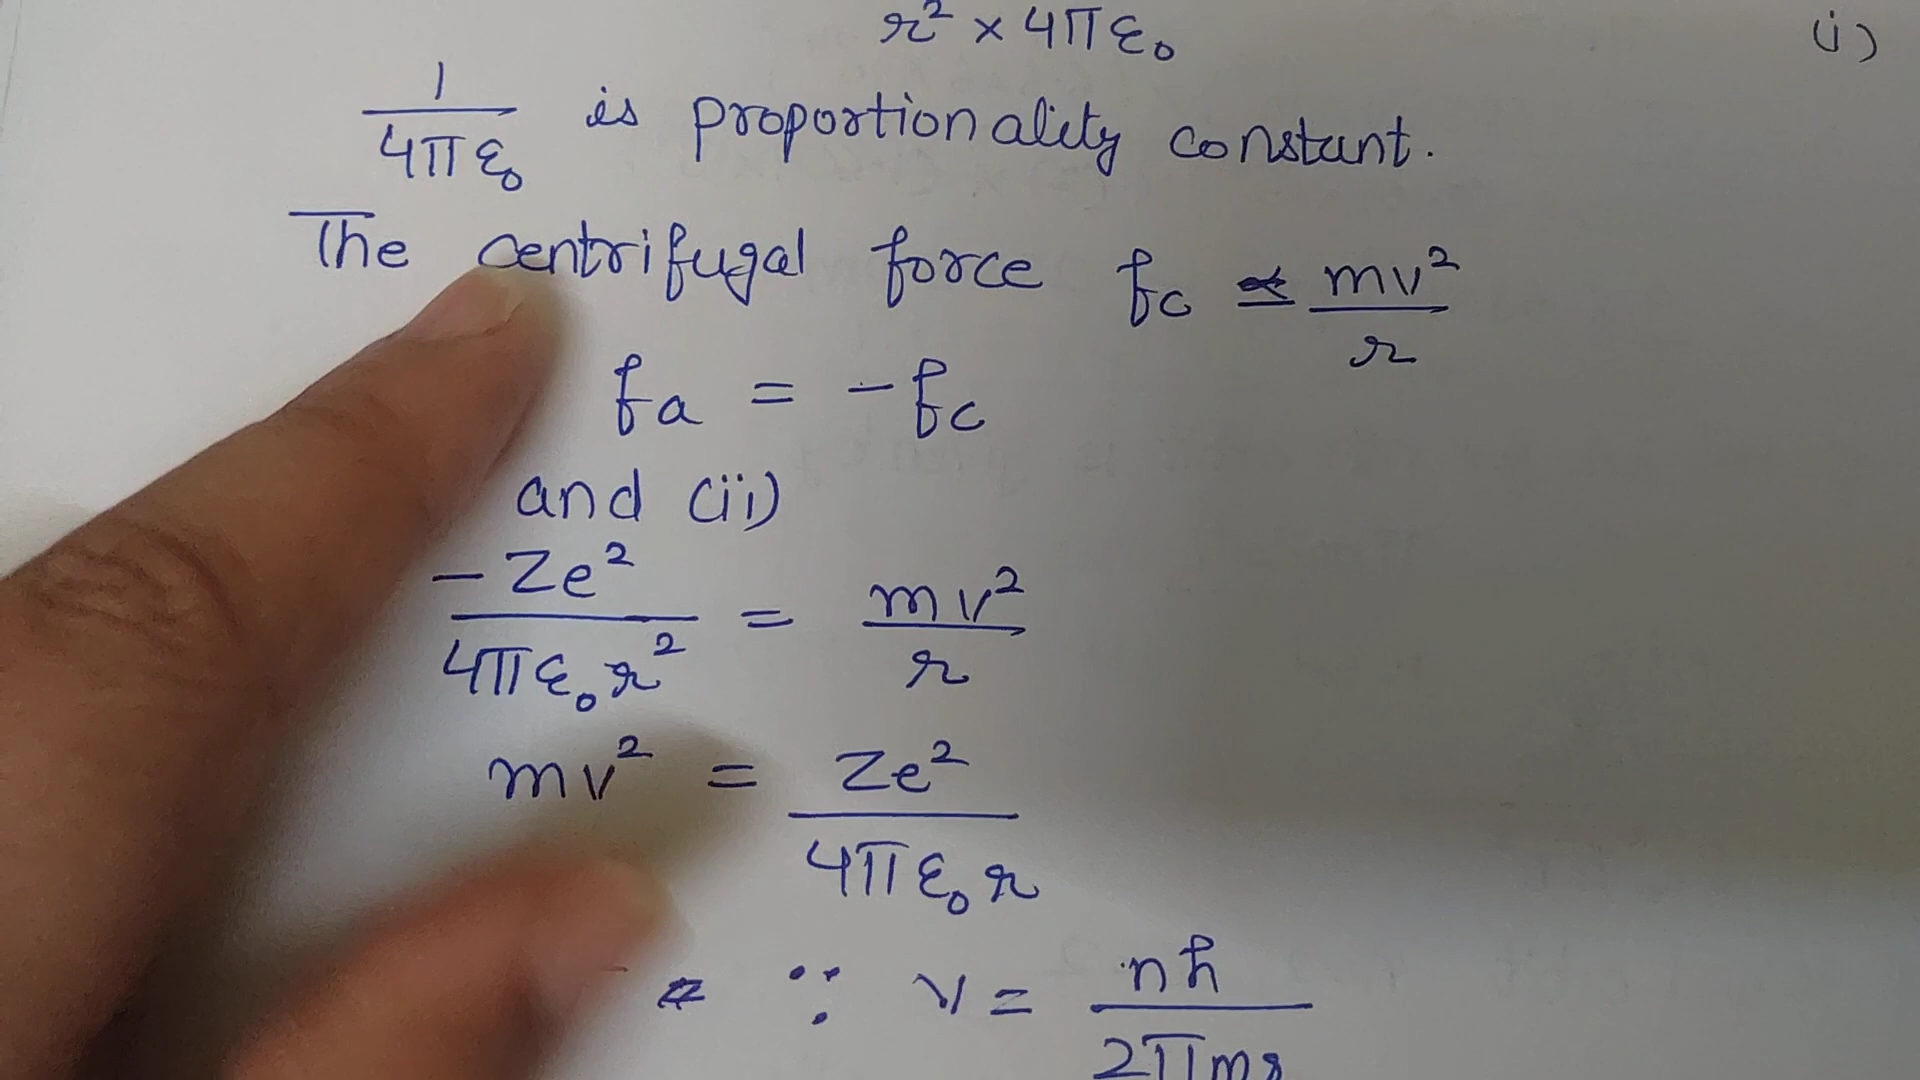 r² × 4πε₀ (i)
1/4πε₀ is proportionality constant.
The centrifugal force fc = mv²/r
fa = -fc
and (ii)
-Ze²/4πε₀r² = mv²/r
mv² = Ze²/4πε₀r
∵ v = nħ/2πmr